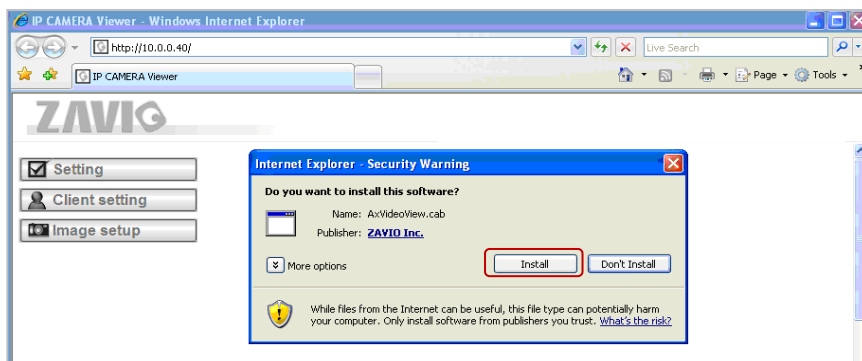 IP CAMERA Viewer - Windows Internet Explorer
http://10.0.0.40/
Live Search
IP CAMERA Viewer
Page
Tools
ZAVIO
Setting
Client setting
Image setup
Internet Explorer - Security Warning
Do you want to install this software?
Name: AxVideoView.cab
Publisher: ZAVIO Inc.
More options
Install
Don't Install
While files from the Internet can be useful, this file type can potentially harm
your computer. Only install software from publishers you trust. What's the risk?